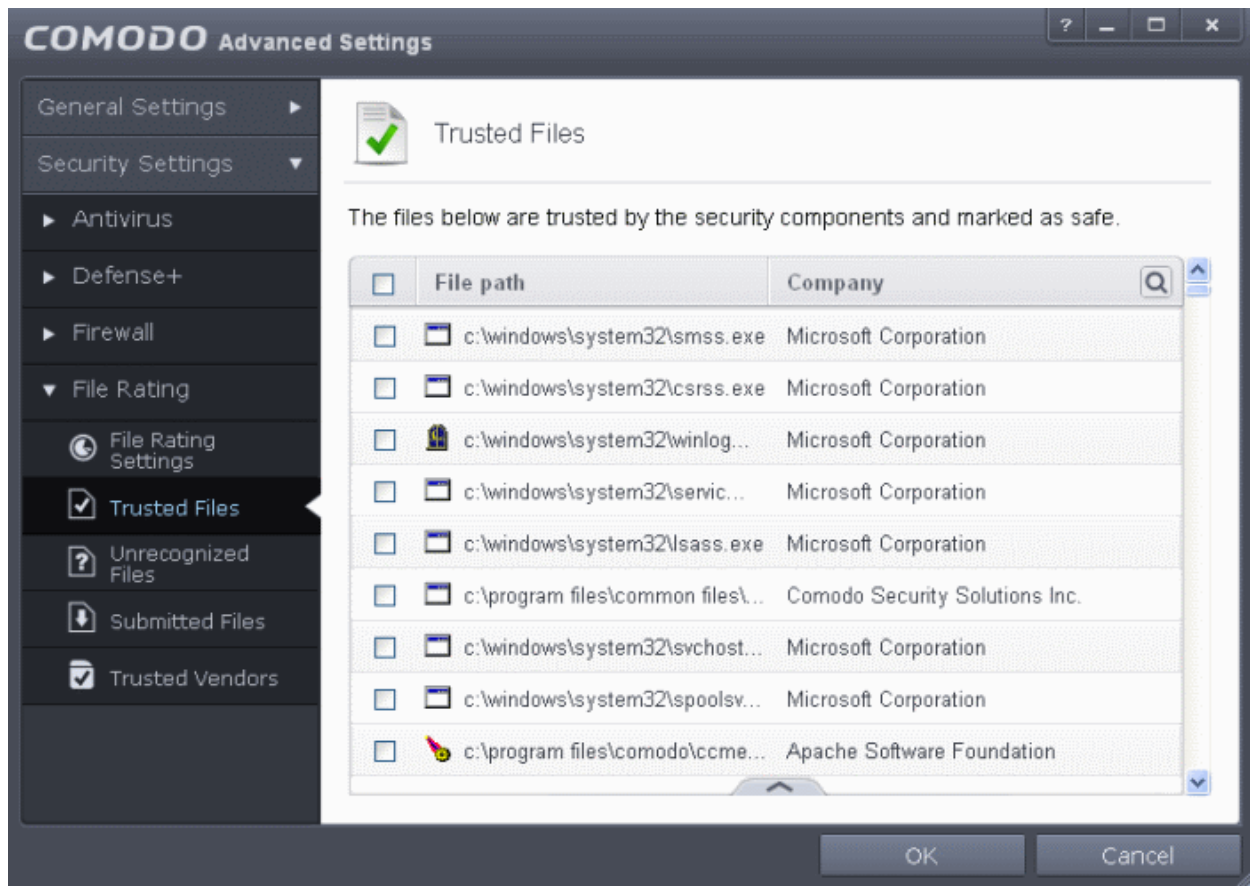 COMODO Advanced Settings
?
General Settings
Security Settings
Antivirus
Defense+
Firewall
File Rating
File Rating
Settings
Trusted Files
Unrecognized
Files
Submitted Files
Trusted Vendors
Trusted Files
The files below are trusted by the security components and marked as safe.
File path Company
c:\windows\system32\smss.exe Microsoft Corporation
c:\windows\system32\csrss.exe Microsoft Corporation
c:\windows\system32\winlog... Microsoft Corporation
c:\windows\system32\servic... Microsoft Corporation
c:\windows\system32\lsass.exe Microsoft Corporation
c:\program files\common files\... Comodo Security Solutions Inc.
c:\windows\system32\svchost... Microsoft Corporation
c:\windows\system32\spoolsv... Microsoft Corporation
c:\program files\comodo\ccme... Apache Software Foundation
OK Cancel